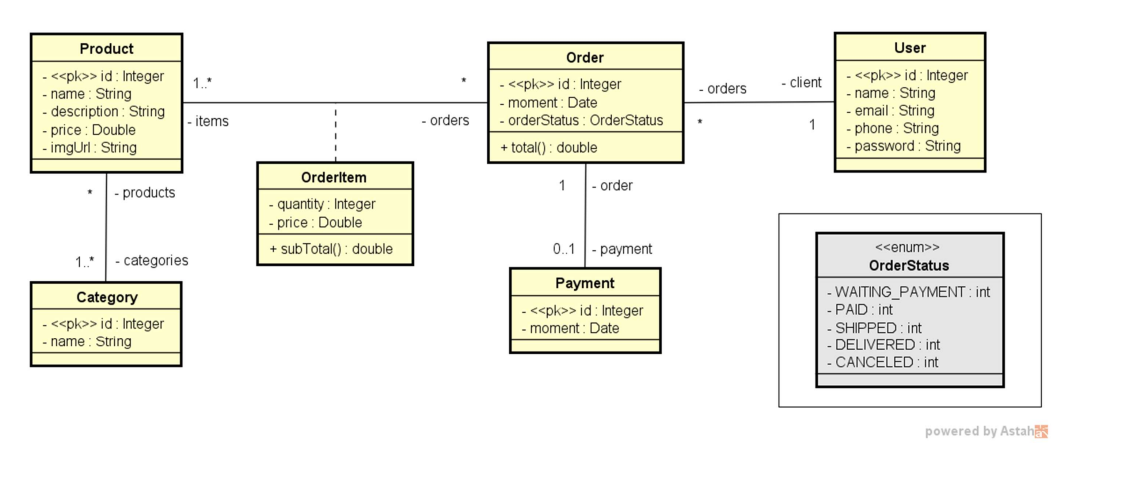 Product
- <<pk>> id : Integer
- name : String
- description : String
- price : Double
- imgUrl : String
1..*
- items
*
- orders
Order
- <<pk>> id : Integer
- moment : Date
- orderStatus : OrderStatus
+ total() : double
- orders
*
- client
1
User
- <<pk>> id : Integer
- name : String
- email : String
- phone : String
- password : String
OrderItem
- quantity : Integer
- price : Double
+ subTotal() : double
* - products
1..* - categories
Category
- <<pk>> id : Integer
- name : String
1 - order
0..1 - payment
Payment
- <<pk>> id : Integer
- moment : Date
<<enum>>
OrderStatus
- WAITING_PAYMENT : int
- PAID : int
- SHIPPED : int
- DELIVERED : int
- CANCELED : int
powered by Astah